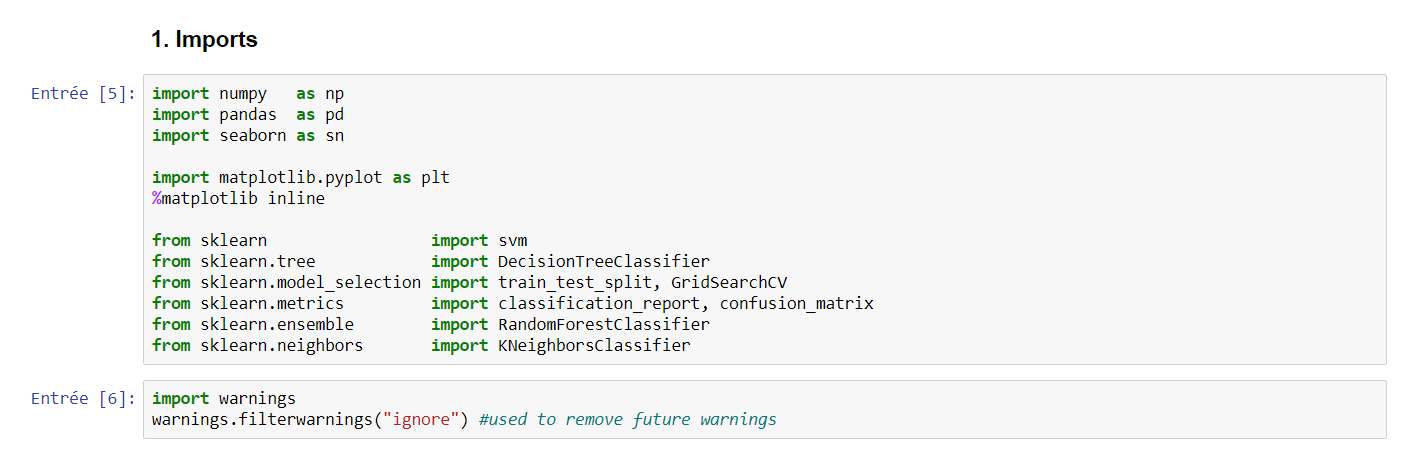 1. Imports
Entrée [5]:
import numpy   as np
import pandas  as pd
import seaborn as sn
import matplotlib.pyplot as plt
%matplotlib inline
from sklearn                 import svm
from sklearn.tree            import DecisionTreeClassifier
from sklearn.model_selection import train_test_split, GridSearchCV
from sklearn.metrics         import classification_report, confusion_matrix
from sklearn.ensemble        import RandomForestClassifier
from sklearn.neighbors       import KNeighborsClassifier
Entrée [6]:
import warnings
warnings.filterwarnings("ignore") #used to remove future warnings